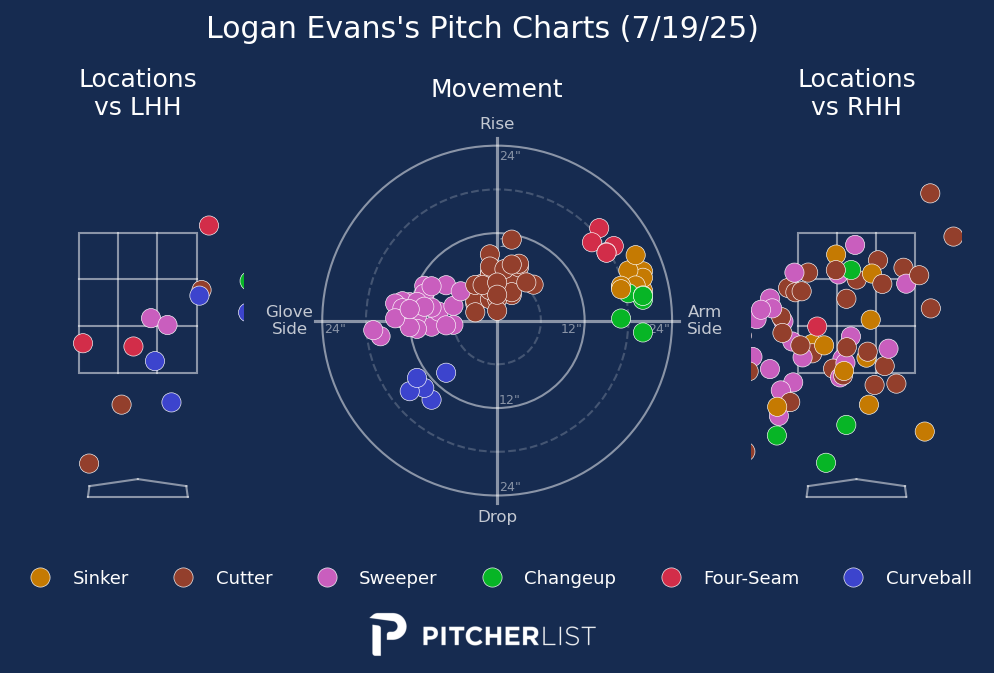 Logan Evans's Pitch Charts (7/19/25)
Locations
vs LHH
Movement
Locations
vs RHH
Rise
24"
Glove
Side
24"
12"
24"
Arm
Side
12"
24"
Drop
Sinker
Cutter
Sweeper
Changeup
Four-Seam
Curveball
PITCHERLIST